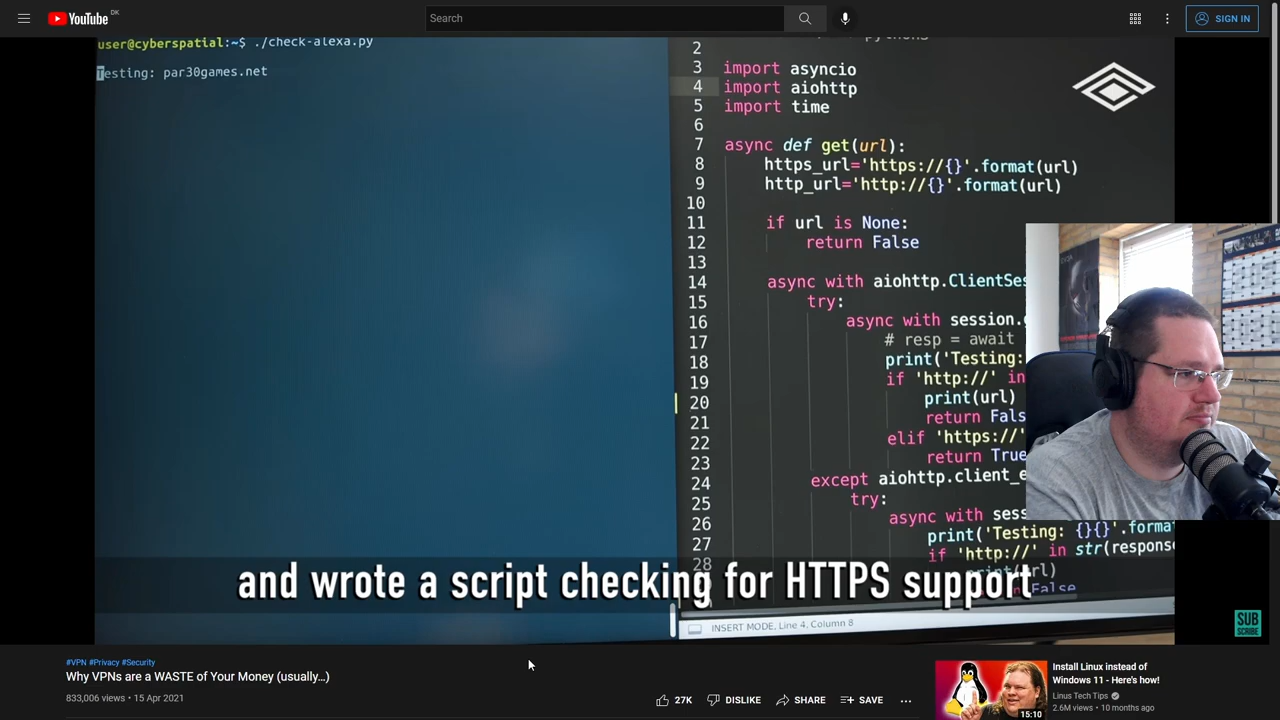 YouTube DK
Search
SIGN IN
user@cyberspatial:~$ ./check-alexa.py
Testing: par30games.net
2
3 import asyncio
4 import aiohttp
5 import time
6
7 async def get(url):
8 https_url='https://{}'.format(url)
9 http_url='http://{}'.format(url)
10
11 if url is None:
12 return False
13
14 async with aiohttp.ClientSes
15 try:
16 async with session.
17 # resp = await
18 print('Testing:
19 if 'http://' in
20 print(url)
21 return Fals
22 elif 'https://'
23 return True
24 except aiohttp.client_e
25 try:
26 async with sess
27 print('Testing: {}{}'.forma
28 if 'http://' in str(respons
print(url)
and wrote a script checking for HTTPS support
INSERT MODE, Line 4, Column 8
SUB
SCRIBE
#VPN #Privacy #Security
Why VPNs are a WASTE of Your Money (usually…)
833,006 views • 15 Apr 2021
27K DISLIKE SHARE SAVE ...
15:10
Install Linux instead of
Windows 11 - Here's how!
Linus Tech Tips
2.6M views • 10 months ago